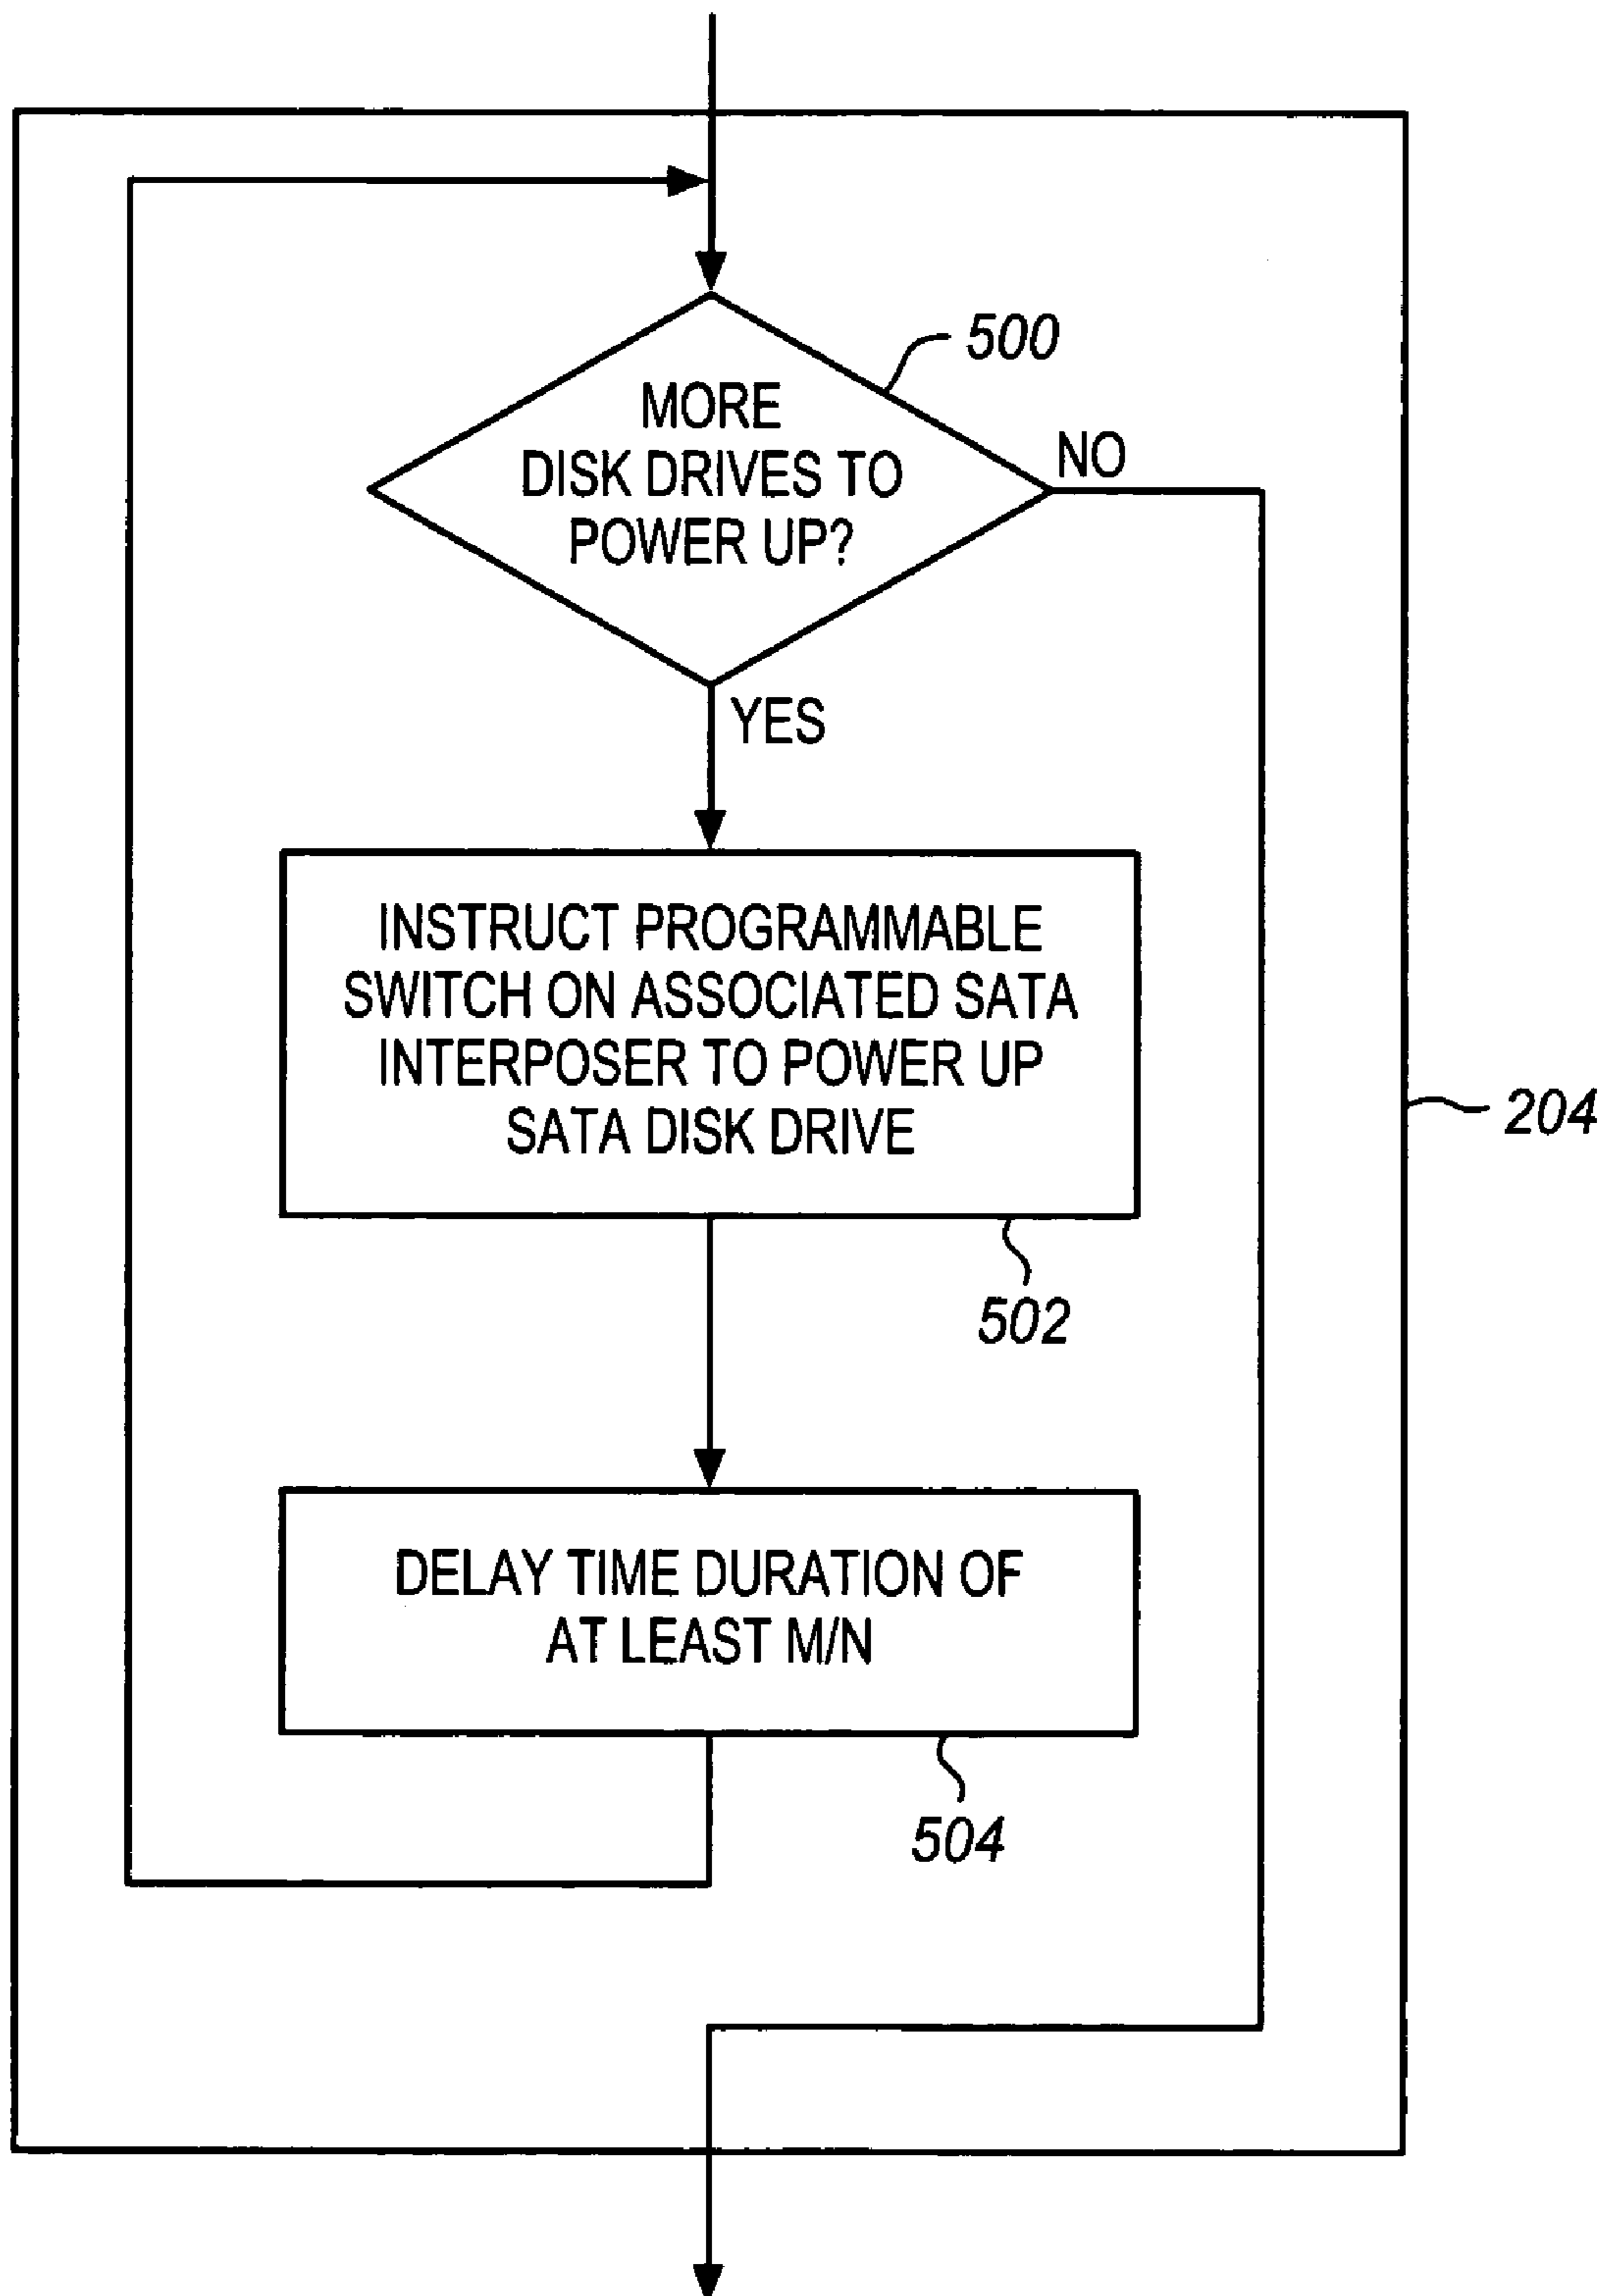 500
MORE
DISK DRIVES TO
POWER UP?
NO
YES
INSTRUCT PROGRAMMABLE
SWITCH ON ASSOCIATED SATA
INTERPOSER TO POWER UP
SATA DISK DRIVE
204
502
DELAY TIME DURATION OF
AT LEAST M/N
504